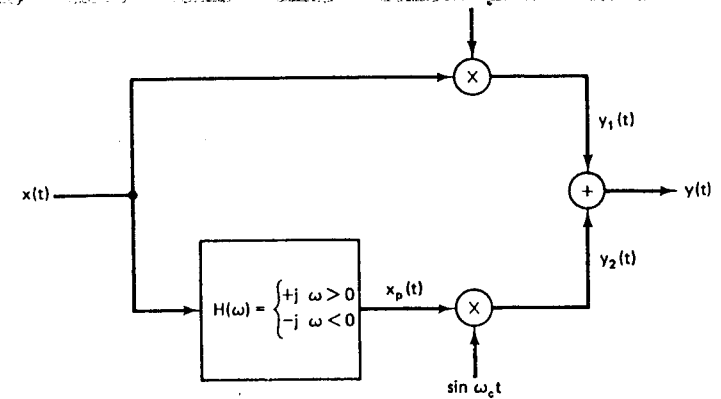 X
y₁(t)
x(t)
+
y(t)
y₂(t)
H(ω) = { +j ω > 0
-j ω < 0
xₚ(t)
X
sin ω꜀t